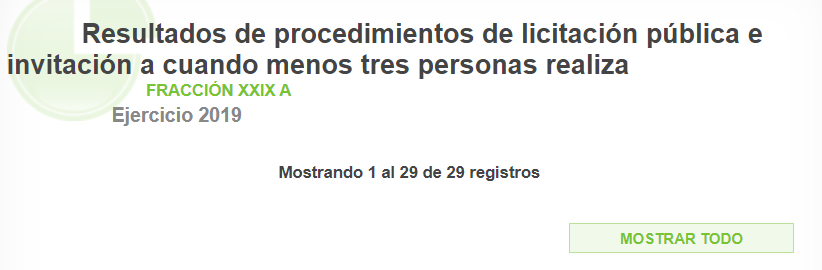 Resultados de procedimientos de licitación pública e
invitación a cuando menos tres personas realiza
FRACCIÓN XXIX A
Ejercicio 2019
Mostrando 1 al 29 de 29 registros
MOSTRAR TODO